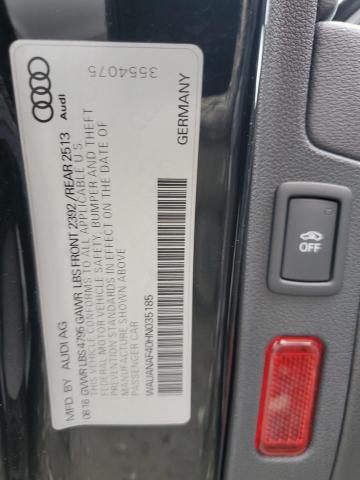 Audi
3554075
MFD. BY AUDI AG
08.16 GVWR LBS 4795 GAWR LBS FRONT 2392/REAR 2513
THIS VEHICLE CONFORMS TO ALL APPLICABLE
FEDERAL MOTOR VEHICLE SAFETY, BUMPER AND THEFT
PREVENTION STANDARDS IN EFFECT ON THE DATE OF
MANUFACTURE SHOWN ABOVE.
PASSENGER CAR
WAUANAF40HN035185
GERMANY
OFF